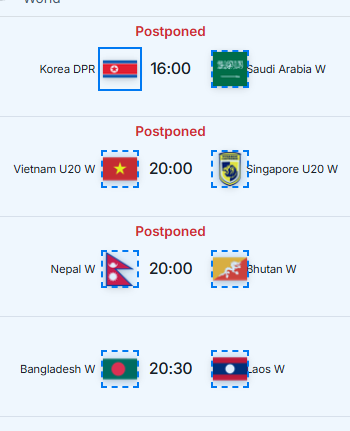 World
Postponed
Korea DPR 16:00 Saudi Arabia W
Postponed
Vietnam U20 W 20:00 Singapore U20 W
Postponed
Nepal W 20:00 Bhutan W
Bangladesh W 20:30 Laos W